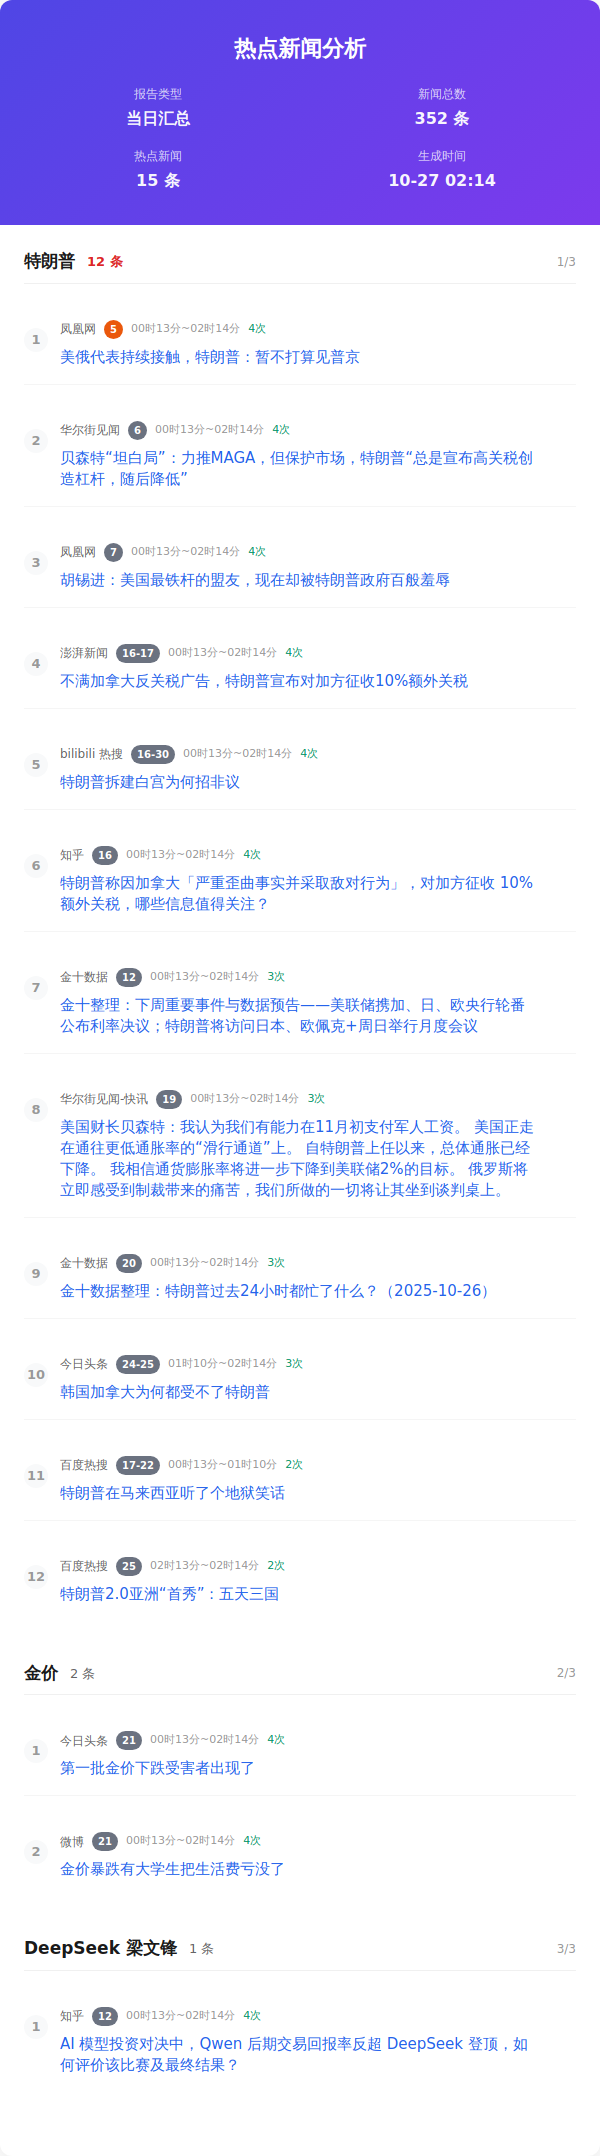 热点新闻分析
报告类型
新闻总数
当日汇总
352 条
热点新闻
生成时间
15 条
10-27 02:14
特朗普 12 条 1/3
1
凤凰网 5 00时13分~02时14分 4次
美俄代表持续接触，特朗普：暂不打算见普京
2
华尔街见闻 6 00时13分~02时14分 4次
贝森特“坦白局”：力推MAGA，但保护市场，特朗普“总是宣布高关税创
造杠杆，随后降低”
3
凤凰网 7 00时13分~02时14分 4次
胡锡进：美国最铁杆的盟友，现在却被特朗普政府百般羞辱
4
澎湃新闻 16-17 00时13分~02时14分 4次
不满加拿大反关税广告，特朗普宣布对加方征收10%额外关税
5
bilibili 热搜 16-30 00时13分~02时14分 4次
特朗普拆建白宫为何招非议
6
知乎 16 00时13分~02时14分 4次
特朗普称因加拿大「严重歪曲事实并采取敌对行为」，对加方征收 10%
额外关税，哪些信息值得关注？
7
金十数据 12 00时13分~02时14分 3次
金十整理：下周重要事件与数据预告——美联储携加、日、欧央行轮番
公布利率决议；特朗普将访问日本、欧佩克+周日举行月度会议
8
华尔街见闻-快讯 19 00时13分~02时14分 3次
美国财长贝森特：我认为我们有能力在11月初支付军人工资。 美国正走
在通往更低通胀率的“滑行通道”上。 自特朗普上任以来，总体通胀已经
下降。 我相信通货膨胀率将进一步下降到美联储2%的目标。 俄罗斯将
立即感受到制裁带来的痛苦，我们所做的一切将让其坐到谈判桌上。
9
金十数据 20 00时13分~02时14分 3次
金十数据整理：特朗普过去24小时都忙了什么？（2025-10-26）
10
今日头条 24-25 01时10分~02时14分 3次
韩国加拿大为何都受不了特朗普
11
百度热搜 17-22 00时13分~01时10分 2次
特朗普在马来西亚听了个地狱笑话
12
百度热搜 25 02时13分~02时14分 2次
特朗普2.0亚洲“首秀”：五天三国
金价 2 条 2/3
1
今日头条 21 00时13分~02时14分 4次
第一批金价下跌受害者出现了
2
微博 21 00时13分~02时14分 4次
金价暴跌有大学生把生活费亏没了
DeepSeek 梁文锋 1 条 3/3
1
知乎 12 00时13分~02时14分 4次
AI 模型投资对决中，Qwen 后期交易回报率反超 DeepSeek 登顶，如
何评价该比赛及最终结果？